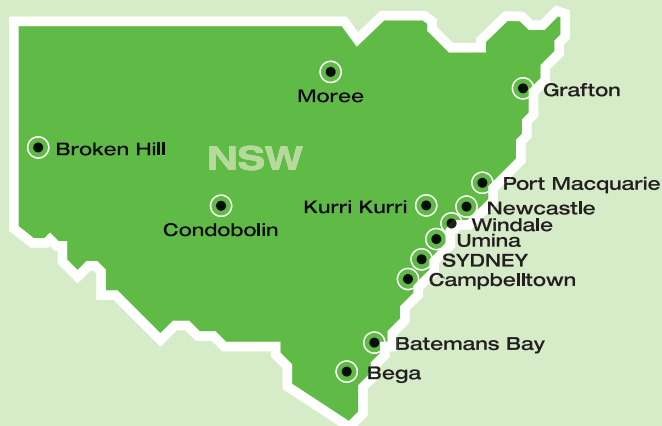 Moree
Grafton
Broken Hill
NSW
Port Macquarie
Kurri Kurri
Newcastle
Condobolin
Windale
Umina
SYDNEY
Campbelltown
Batemans Bay
Bega